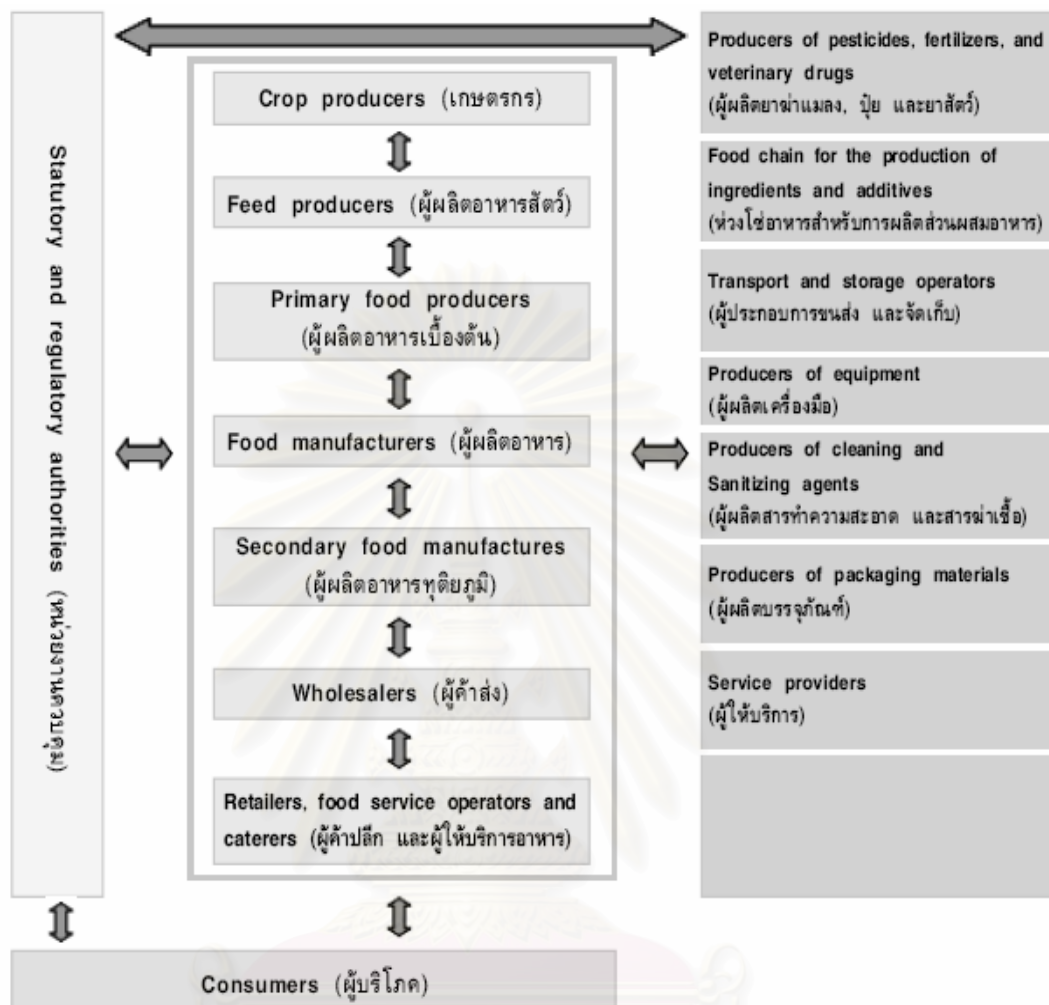 Statutory and regulatory authorities (หน่วยงานควบคุม)
Crop producers (เกษตรกร)
Feed producers (ผู้ผลิตอาหารสัตว์)
Primary food producers
(ผู้ผลิตอาหารเบื้องต้น)
Food manufacturers (ผู้ผลิตอาหาร)
Secondary food manufactures
(ผู้ผลิตอาหารทุติยภูมิ)
Wholesalers (ผู้ค้าส่ง)
Retailers, food service operators and
caterers (ผู้ค้าปลีก และผู้ให้บริการอาหาร)
Consumers (ผู้บริโภค)
Producers of pesticides, fertilizers, and
veterinary drugs
(ผู้ผลิตยาฆ่าแมลง, ปุ๋ย และยาสัตว์)
Food chain for the production of
ingredients and additives
(ห่วงโซ่อาหารสำหรับการผลิตส่วนผสมอาหาร)
Transport and storage operators
(ผู้ประกอบการขนส่ง และจัดเก็บ)
Producers of equipment
(ผู้ผลิตเครื่องมือ)
Producers of cleaning and
Sanitizing agents
(ผู้ผลิตสารทำความสะอาด และสารฆ่าเชื้อ)
Producers of packaging materials
(ผู้ผลิตบรรจุภัณฑ์)
Service providers
(ผู้ให้บริการ)